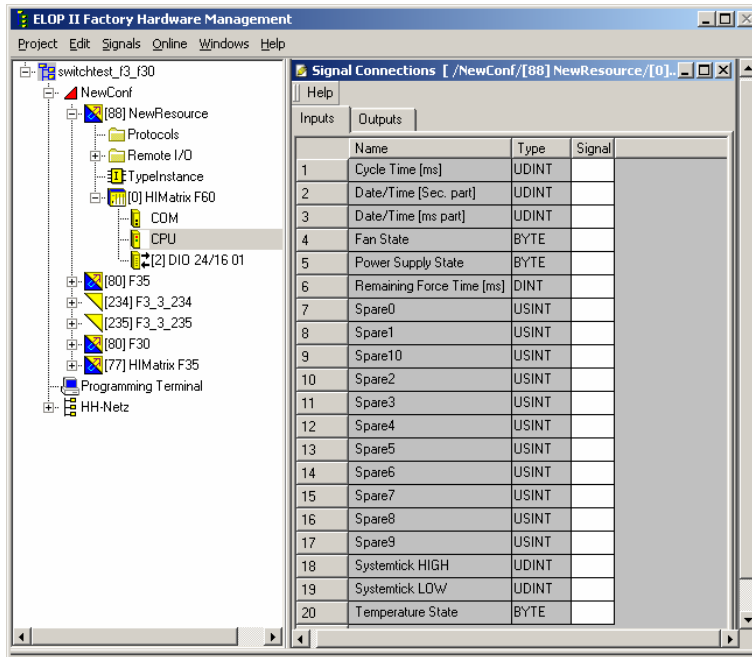 ELOP II Factory Hardware Management
Project Edit Signals Online Windows Help
switchtest_f3_f30
NewConf
[88] NewResource
Protocols
Remote I/O
TypeInstance
[0] HIMatrix F60
COM
CPU
[2] DIO 24/16 01
[80] F35
[234] F3_3_234
[235] F3_3_235
[80] F30
[77] HIMatrix F35
Programming Terminal
HH-Netz
Signal Connections [ /NewConf/[88] NewResource/[0]...
Help
Inputs Outputs
Name Type Signal
1 Cycle Time [ms] UDINT
2 Date/Time [Sec. part] UDINT
3 Date/Time [ms part] UDINT
4 Fan State BYTE
5 Power Supply State BYTE
6 Remaining Force Time [ms] DINT
7 Spare0 USINT
8 Spare1 USINT
9 Spare10 USINT
10 Spare2 USINT
11 Spare3 USINT
12 Spare4 USINT
13 Spare5 USINT
14 Spare6 USINT
15 Spare7 USINT
16 Spare8 USINT
17 Spare9 USINT
18 Systemtick HIGH UDINT
19 Systemtick LOW UDINT
20 Temperature State BYTE